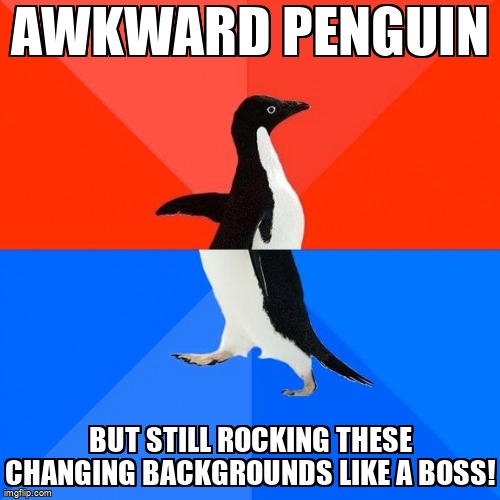 AWKWARD PENGUIN
BUT STILL ROCKING THESE
CHANGING BACKGROUNDS LIKE A BOSS!
imgflip.com